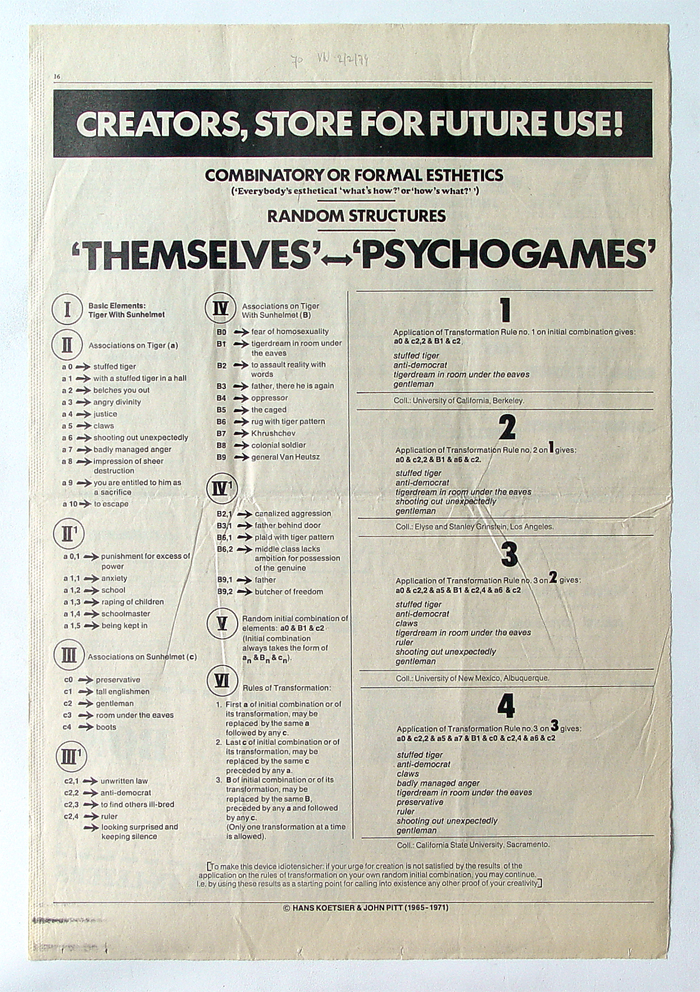 70 VN 2/2/74
16
CREATORS, STORE FOR FUTURE USE!
COMBINATORY OR FORMAL ESTHETICS
('Everybody's esthetical 'what's how?' or 'how's what?' ')
RANDOM STRUCTURES
'THEMSELVES'↔'PSYCHOGAMES'
I Basic Elements:
Tiger With Sunhelmet
II Associations on Tiger (a)
a 0 → stuffed tiger
a 1 → with a stuffed tiger in a hall
a 2 → belches you out
a 3 → angry divinity
a 4 → justice
a 5 → claws
a 6 → shooting out unexpectedly
a 7 → badly managed anger
a 8 → impression of sheer
destruction
a 9 → you are entitled to him as
a sacrifice
a 10 → to escape
II¹
a 0,1 → punishment for excess of
power
a 1,1 → anxiety
a 1,2 → school
a 1,3 → raping of children
a 1,4 → schoolmaster
a 1,5 → being kept in
III Associations on Sunhelmet (c)
c0 → preservative
c1 → tall englishmen
c2 → gentleman
c3 → room under the eaves
c4 → boots
III¹
c2,1 → unwritten law
c2,2 → anti-democrat
c2,3 → to find others ill-bred
c2,4 → ruler
→ looking surprised and
keeping silence
IV Associations on Tiger
With Sunhelmet (B)
B0 → fear of homosexuality
B1 → tigerdream in room under
the eaves
B2 → to assault reality with
words
B3 → father, there he is again
B4 → oppressor
B5 → the caged
B6 → rug with tiger pattern
B7 → Khrushchev
B8 → colonial soldier
B9 → general Van Heutsz
IV¹
B2,1 → canalized aggression
B3,1 → father behind door
B6,1 → plaid with tiger pattern
B6,2 → middle class lacks
ambition for possession
of the genuine
B9,1 → father
B9,2 → butcher of freedom
V Random initial combination of
elements: a0 & B1 & c2
(Initial combination
always takes the form of
an & Bn & cn).
VI Rules of Transformation:
1. First a of initial combination or of
its transformation, may be
replaced by the same a
followed by any c.
2. Last c of initial combination or of
its transformation, may be
replaced by the same c
preceded by any a.
3. B of initial combination or of its
transformation, may be
replaced by the same B,
preceded by any a and followed
by any c.
(Only one transformation at a time
is allowed).
1
Application of Transformation Rule no. 1 on initial combination gives:
a0 & c2,2 & B1 & c2.
stuffed tiger
anti-democrat
tigerdream in room under the eaves
gentleman
Coll.: University of California, Berkeley.
2
Application of Transformation Rule no. 2 on 1 gives:
a0 & c2,2 & B1 & a6 & c2.
stuffed tiger
anti-democrat
tigerdream in room under the eaves
shooting out unexpectedly
gentleman
Coll.: Elyse and Stanley Grinstein, Los Angeles.
3
Application of Transformation Rule no. 3 on 2 gives:
a0 & c2,2 & a5 & B1 & c2,4 & a6 & c2
stuffed tiger
anti-democrat
claws
tigerdream in room under the eaves
ruler
shooting out unexpectedly
gentleman
Coll.: University of New Mexico, Albuquerque.
4
Application of Transformation Rule no.3 on 3 gives:
a0 & c2,2 & a5 & a7 & B1 & c0 & c2,4 & a6 & c2
stuffed tiger
anti-democrat
claws
badly managed anger
tigerdream in room under the eaves
preservative
ruler
shooting out unexpectedly
gentleman
Coll.: California State University, Sacramento.
[To make this device idiotensicher: if your urge for creation is not satisfied by the results of the
application on the rules of transformation on your own random initial combination, you may continue.
I.e. by using these results as a starting point for calling into existence any other proof of your creativity]
© HANS KOETSIER & JOHN PITT (1965-1971)